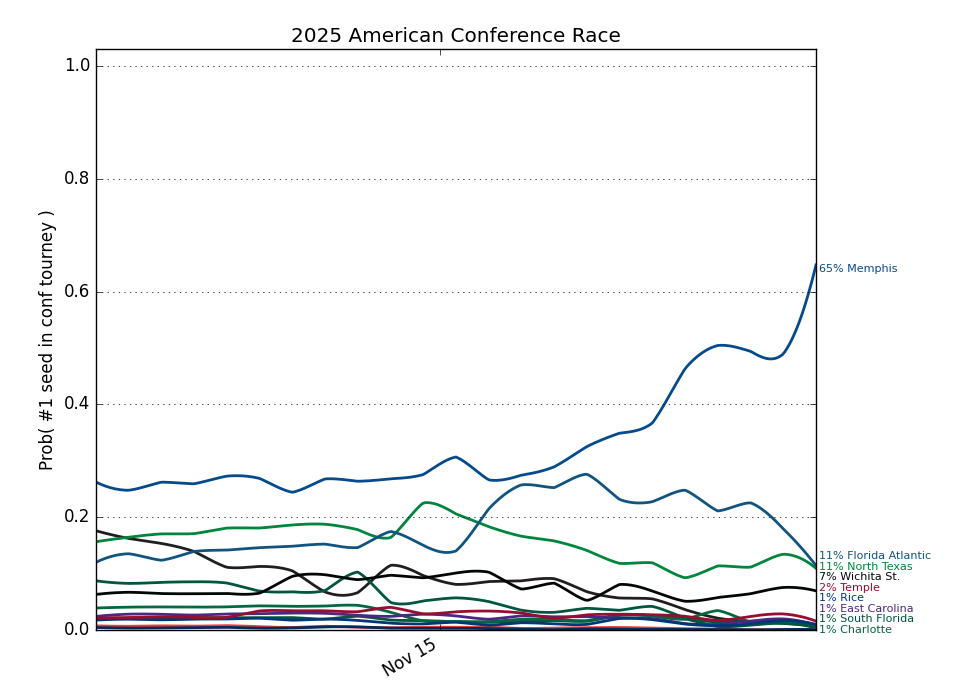 2025 American Conference Race
1.0
0.8
0.6
0.4
0.2
0.0
Prob( #1 seed in conf tourney )
Nov 15
65% Memphis
11% Florida Atlantic
11% North Texas
7% Wichita St.
2% Temple
1% Rice
1% East Carolina
1% South Florida
1% Charlotte